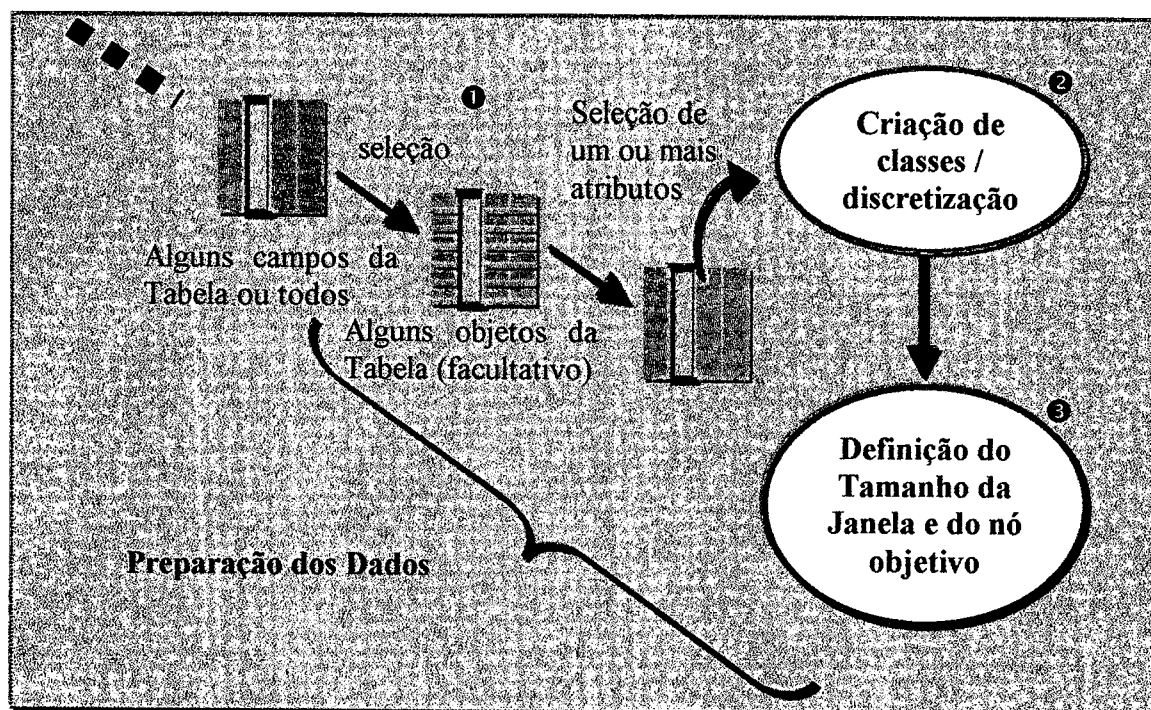 ❶
seleção
Alguns campos da
Tabela ou todos
Alguns objetos da
Tabela (facultativo)
Seleção de
um ou mais
atributos
❷
Criação de
classes /
discretização
❸
Definição do
Tamanho da
Janela e do nó
objetivo
Preparação dos Dados